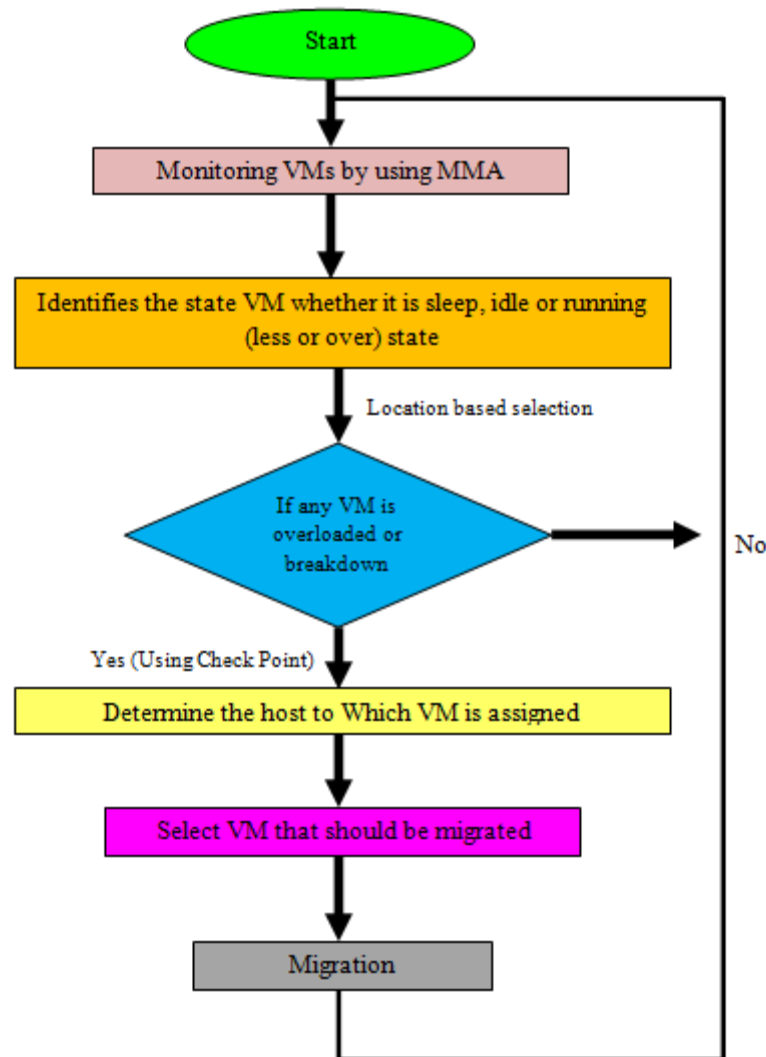 Start
Monitoring VMs by using MMA
Identifies the state VM whether it is sleep, idle or running
(less or over) state
Location based selection
If any VM is
overloaded or
breakdown
No
Yes (Using Check Point)
Determine the host to Which VM is assigned
Select VM that should be migrated
Migration